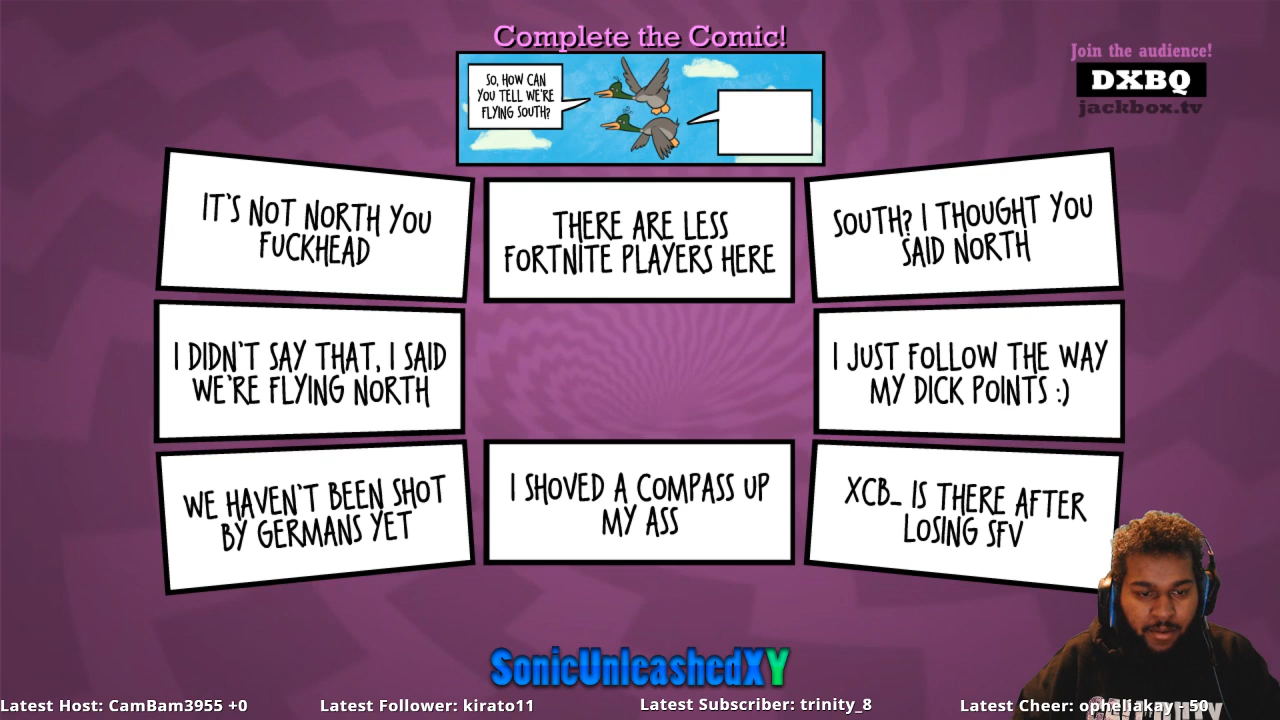 Complete the Comic!
SO, HOW CAN
YOU TELL WE'RE
FLYING SOUTH?
Join the audience!
DXBQ
jackbox.tv
IT'S NOT NORTH YOU
FUCKHEAD
THERE ARE LESS
FORTNITE PLAYERS HERE
SOUTH? I THOUGHT YOU
SAID NORTH
I DIDN'T SAY THAT, I SAID
WE'RE FLYING NORTH
I JUST FOLLOW THE WAY
MY DICK POINTS :)
WE HAVEN'T BEEN SHOT
BY GERMANS YET
I SHOVED A COMPASS UP
MY ASS
XCB_ IS THERE AFTER
LOSING SFV
SonicUnleashedXY
Latest Host: CamBam3955 +0
Latest Follower: kirato11
Latest Subscriber: trinity_8
Latest Cheer: opheliakay - 50